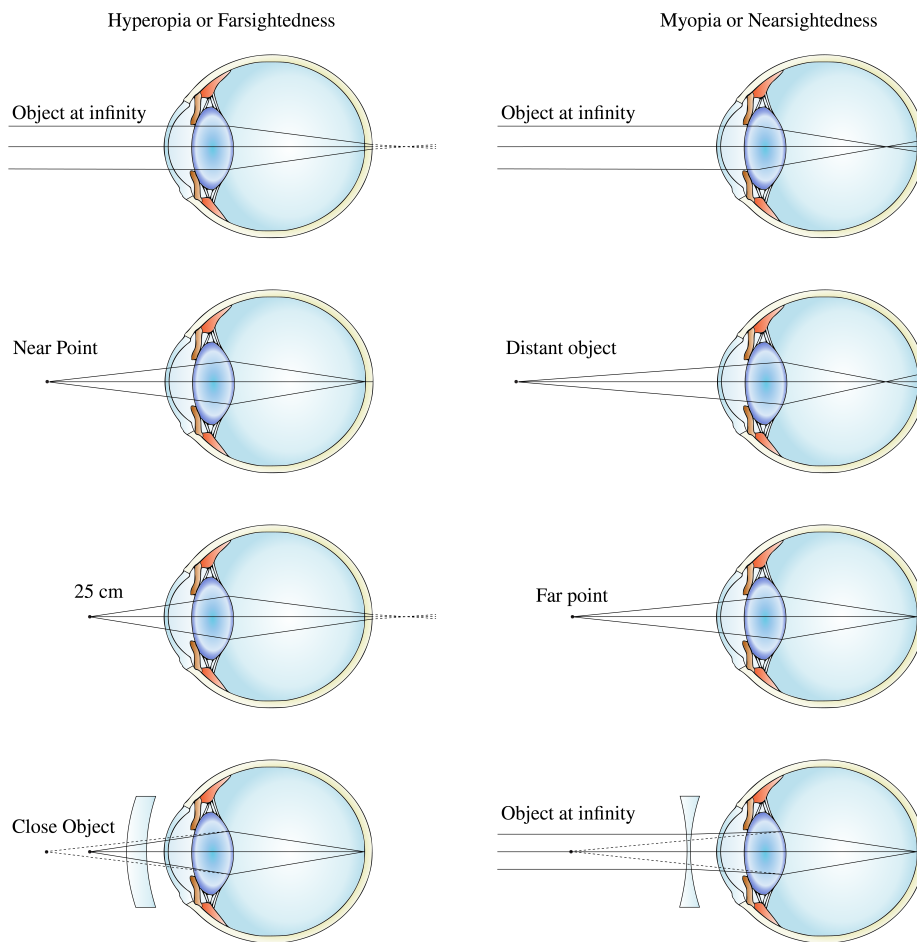 Hyperopia or Farsightedness
Myopia or Nearsightedness
Object at infinity
Object at infinity
Near Point
Distant object
25 cm
Far point
Close Object
Object at infinity